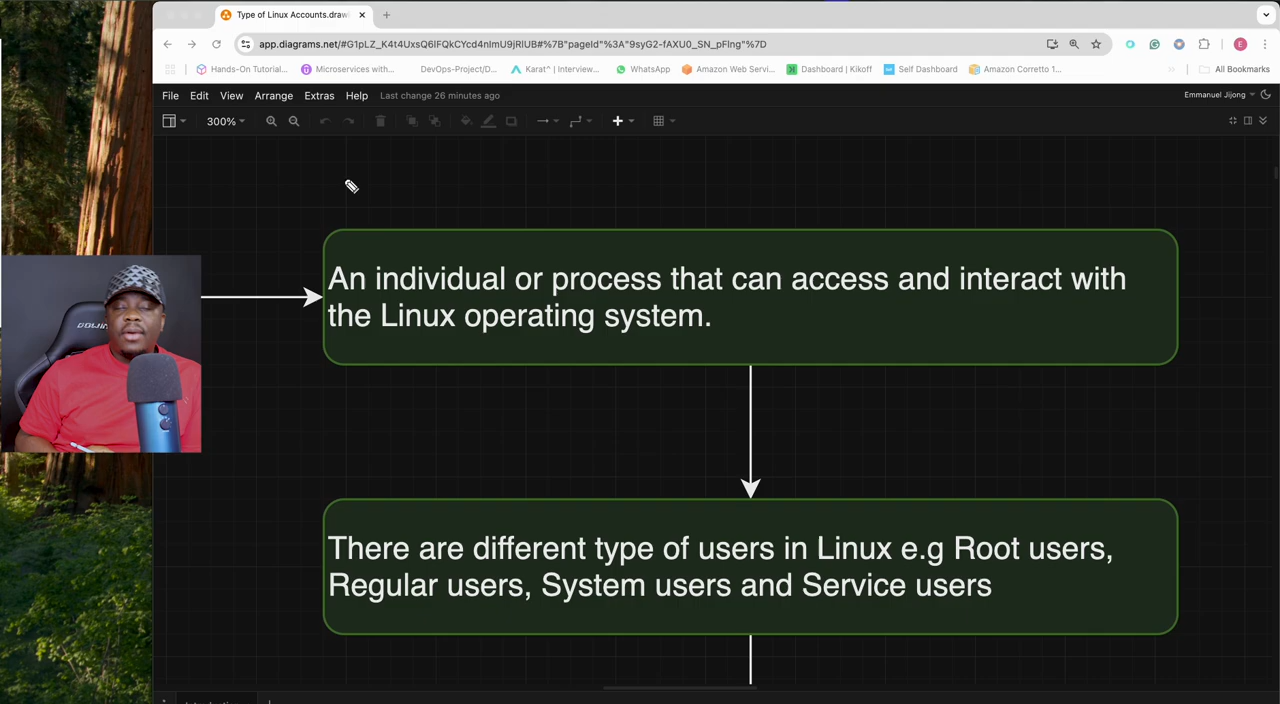 Type of Linux Accounts.draw
app.diagrams.net/#G1pLZ_K4t4UxsQ6IFQkCYcd4nImU9jRIUB#%7B"pageId"%3A"9syG2-fAXU0_SN_pFIng"%7D
Hands-On Tutorial... Microservices with... DevOps-Project/D... Karat^ | Interview... WhatsApp Amazon Web Servi... Dashboard | Kikoff Self Dashboard Amazon Corretto 1... All Bookmarks
File Edit View Arrange Extras Help Last change 26 minutes ago Emmanuel Jijong
300%
An individual or process that can access and interact with
the Linux operating system.
There are different type of users in Linux e.g Root users,
Regular users, System users and Service users